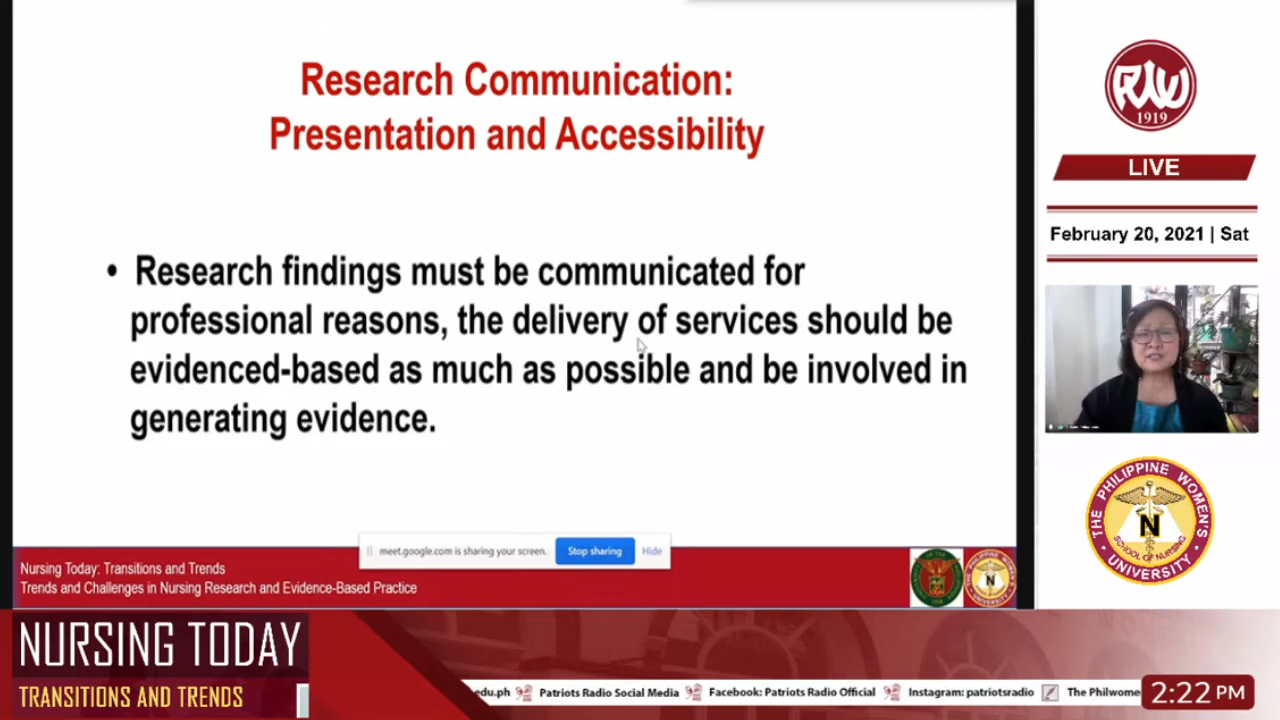 Research Communication:
Presentation and Accessibility
• Research findings must be communicated for
professional reasons, the delivery of services should be
evidenced-based as much as possible and be involved in
generating evidence.
meet.google.com is sharing your screen.
Stop sharing
Hide
Nursing Today: Transitions and Trends
Trends and Challenges in Nursing Research and Evidence-Based Practice
PWU
1919
LIVE
February 20, 2021 | Sat
THE PHILIPPINE WOMEN'S
UNIVERSITY
SCHOOL OF NURSING
N
NURSING TODAY
TRANSITIONS AND TRENDS
edu.ph
Patriots Radio Social Media
Facebook: Patriots Radio Official
Instagram: patriotsradio
The Philwome
2:22 PM